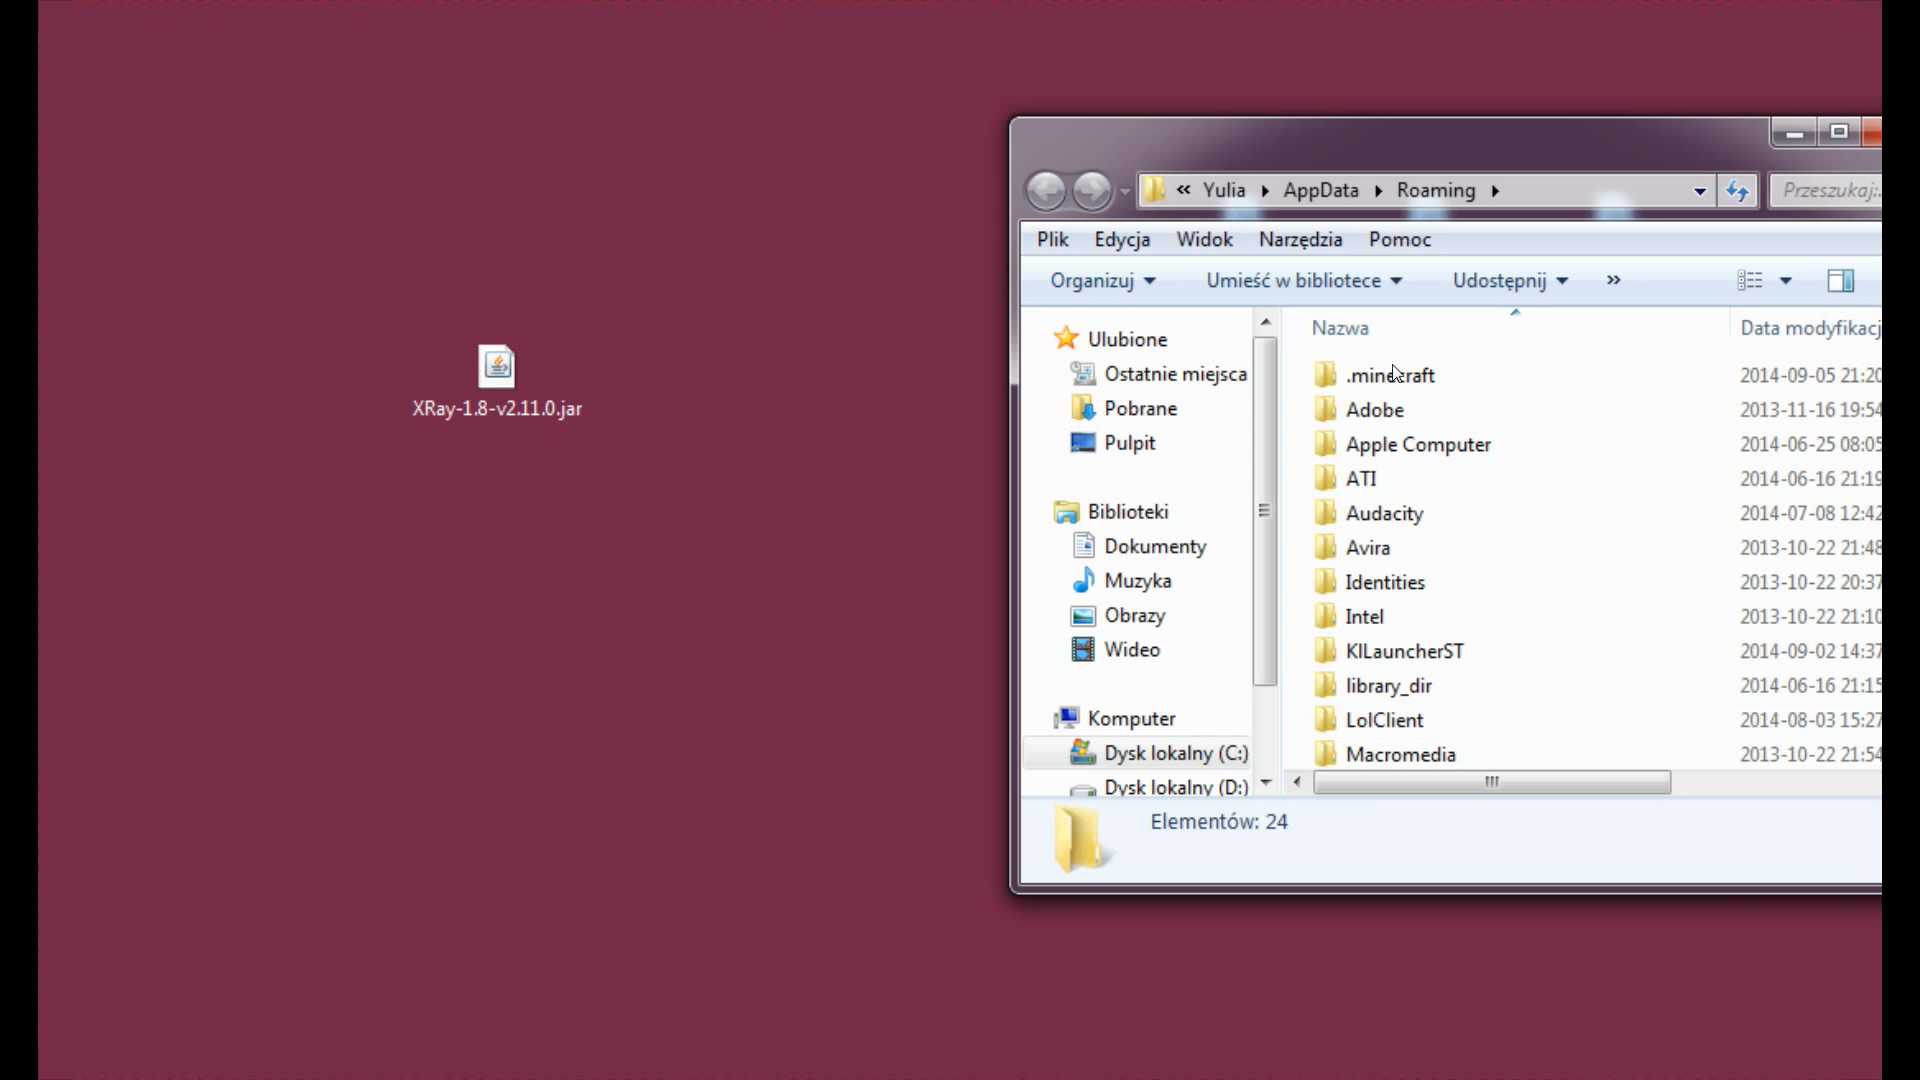 XRay-1.8-v2.11.0.jar
« Yulia AppData Roaming
Przeszukaj:
Plik Edycja Widok Narzędzia Pomoc
Organizuj Umieść w bibliotece Udostępnij »
Ulubione
Ostatnie miejsca
Pobrane
Pulpit
Biblioteki
Dokumenty
Muzyka
Obrazy
Wideo
Komputer
Dysk lokalny (C:)
Dysk lokalny (D:)
Nazwa Data modyfikacj
.minecraft 2014-09-05 21:20
Adobe 2013-11-16 19:54
Apple Computer 2014-06-25 08:05
ATI 2014-06-16 21:19
Audacity 2014-07-08 12:42
Avira 2013-10-22 21:48
Identities 2013-10-22 20:37
Intel 2013-10-22 21:10
KlLauncherST 2014-09-02 14:37
library_dir 2014-06-16 21:15
LolClient 2014-08-03 15:27
Macromedia 2013-10-22 21:54
Elementów: 24